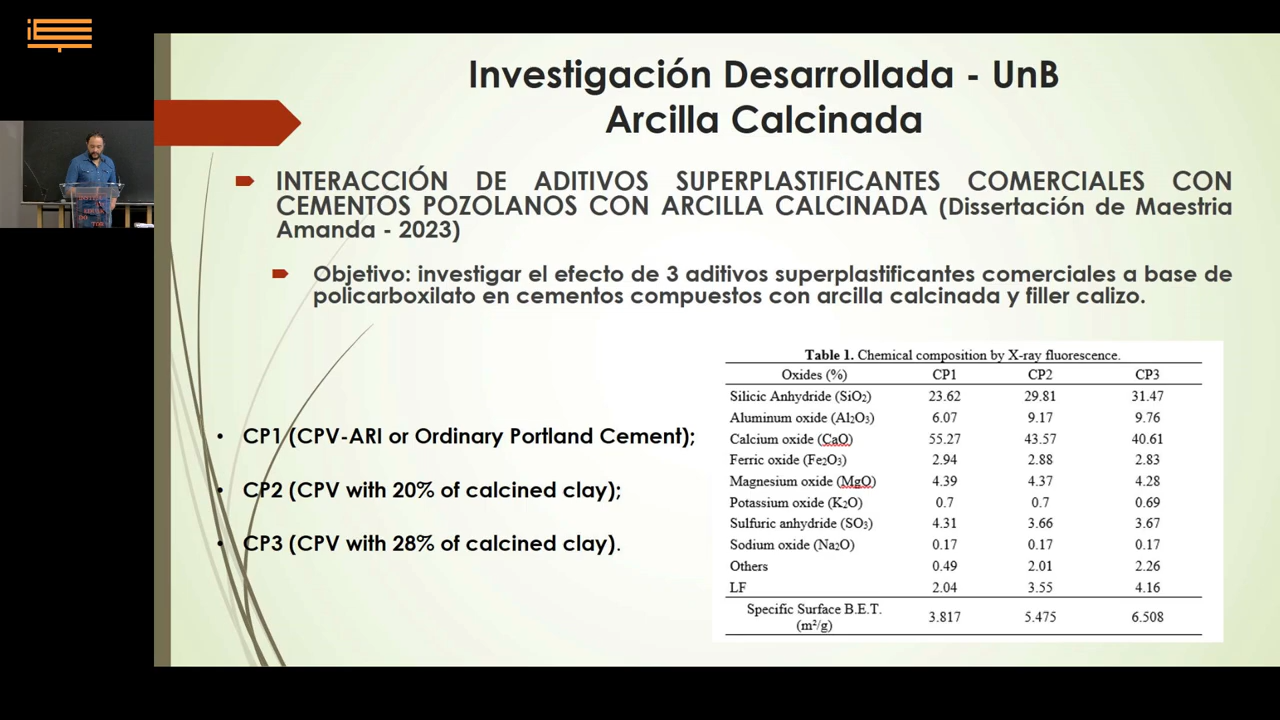 Investigación Desarrollada - UnB
Arcilla Calcinada
INTERACCIÓN DE ADITIVOS SUPERPLASTIFICANTES COMERCIALES CON
CEMENTOS POZOLANOS CON ARCILLA CALCINADA (Dissertación de Maestria
Amanda - 2023)
Objetivo: investigar el efecto de 3 aditivos superplastificantes comerciales a base de
policarboxilato en cementos compuestos con arcilla calcinada y filler calizo.
• CP1 (CPV-ARI or Ordinary Portland Cement);
• CP2 (CPV with 20% of calcined clay);
• CP3 (CPV with 28% of calcined clay).
Table 1. Chemical composition by X-ray fluorescence.
Oxides (%) CP1 CP2 CP3
Silicic Anhydride (SiO₂) 23.62 29.81 31.47
Aluminum oxide (Al₂O₃) 6.07 9.17 9.76
Calcium oxide (CaO) 55.27 43.57 40.61
Ferric oxide (Fe₂O₃) 2.94 2.88 2.83
Magnesium oxide (MgO) 4.39 4.37 4.28
Potassium oxide (K₂O) 0.7 0.7 0.69
Sulfuric anhydride (SO₃) 4.31 3.66 3.67
Sodium oxide (Na₂O) 0.17 0.17 0.17
Others 0.49 2.01 2.26
LF 2.04 3.55 4.16
Specific Surface B.E.T.
(m²/g) 3.817 5.475 6.508